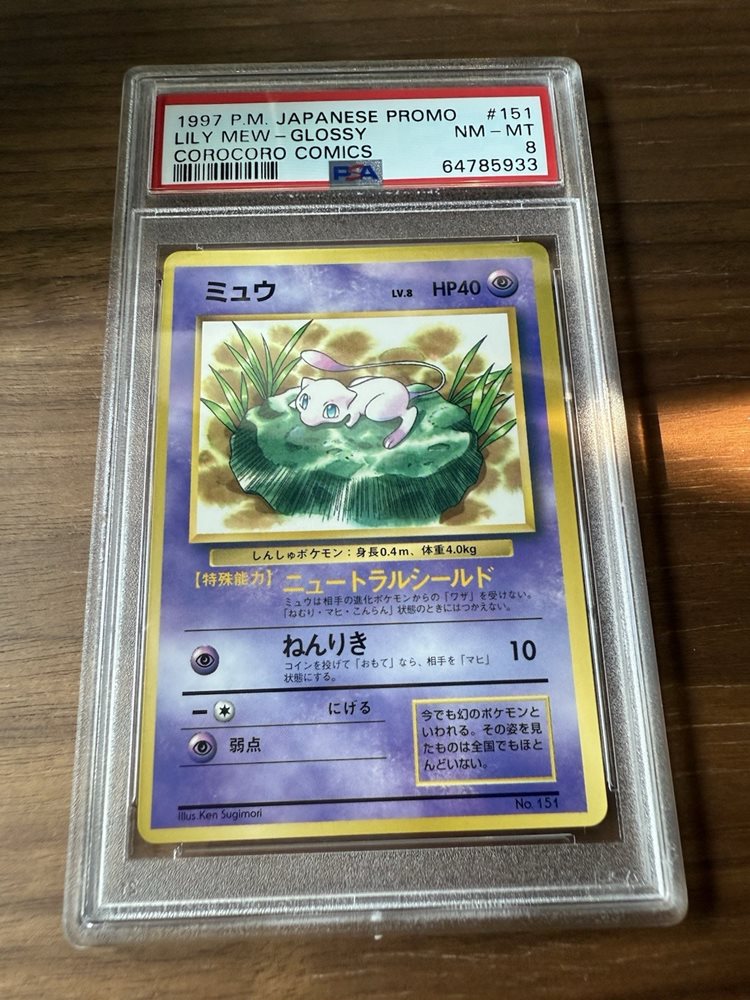 1997 P.M. JAPANESE PROMO #151
LILY MEW-GLOSSY NM-MT
COROCORO COMICS 8
PSA 64785933
ミュウ LV.8 HP40
しんしゅポケモン：身長0.4m、体重4.0kg
【特殊能力】ニュートラルシールド
ミュウは相手の進化ポケモンからの「ワザ」を受けない。
「ねむり・マヒ・こんらん」状態のときにはつかえない。
ねんりき 10
コインを投げて「おもて」なら、相手を「マヒ」
状態にする。
にげる
弱点
今でも幻のポケモンと
いわれる。その姿を見
たものは全国でもほと
んどいない。
Illus.Ken Sugimori No.151